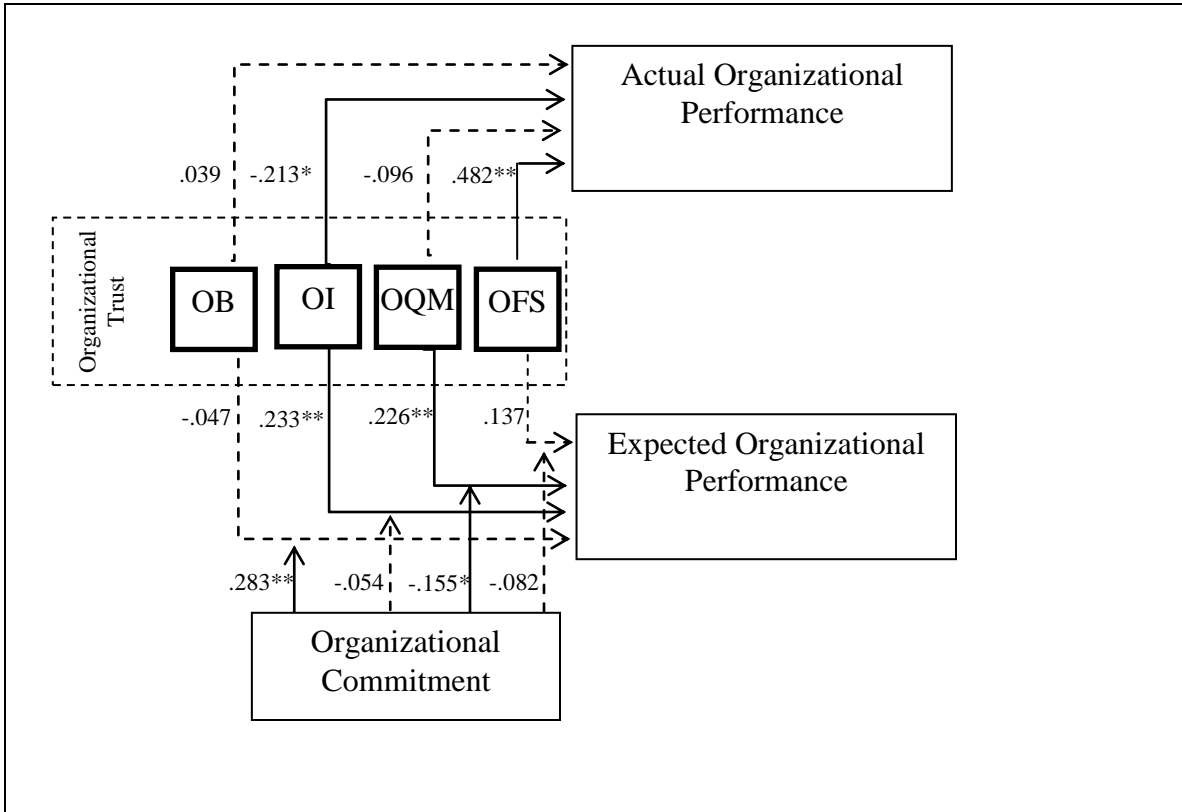 Actual Organizational
Performance
.039
-.213*
-.096
.482**
Organizational
Trust
OB
OI
OQM
OFS
-.047
.233**
.226**
.137
Expected Organizational
Performance
.283**
-.054
-.155*
-.082
Organizational
Commitment